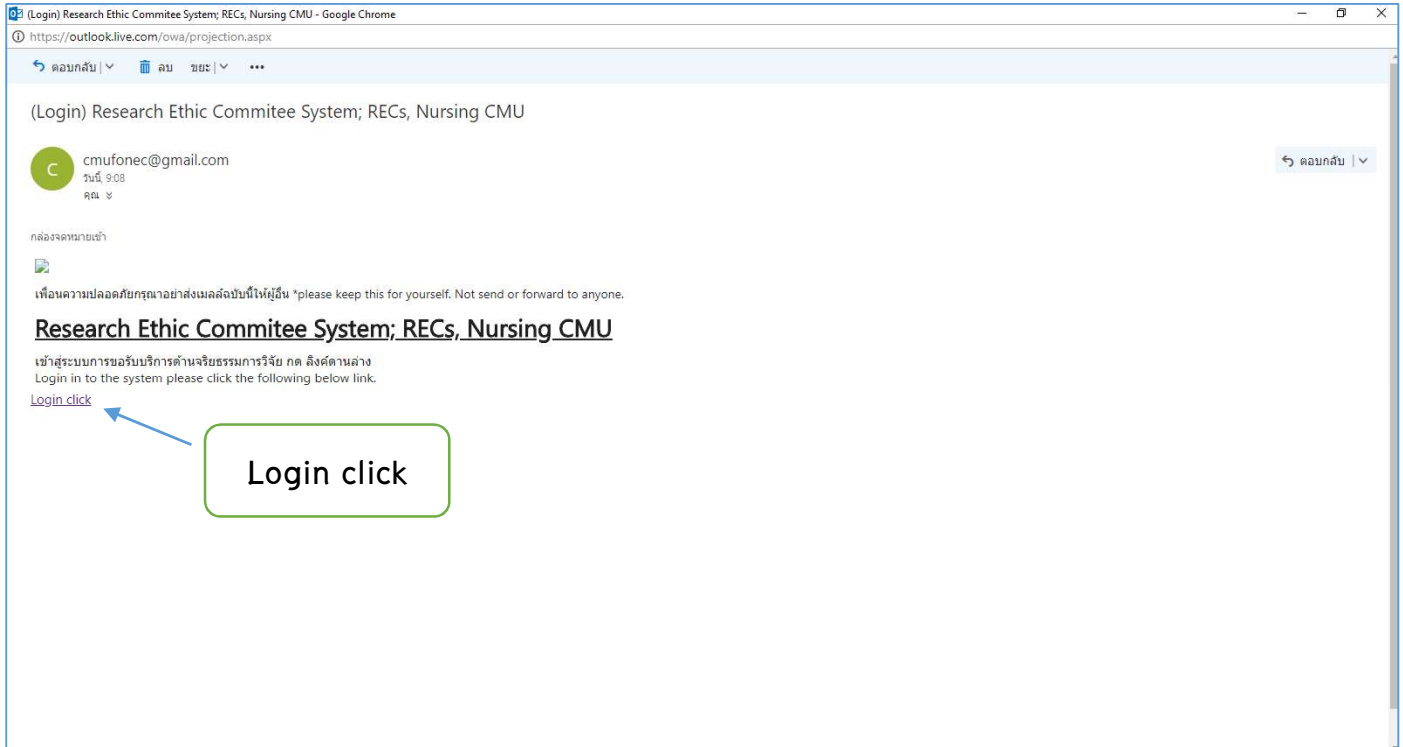 (Login) Research Ethic Commitee System; RECs, Nursing CMU - Google Chrome
https://outlook.live.com/owa/projection.aspx
ตอบกลับ | ลบ ขยะ | •••
(Login) Research Ethic Commitee System; RECs, Nursing CMU
C
cmufonec@gmail.com
ตอบกลับ |
วันนี้, 9:08
คุณ
กล่องจดหมายเข้า
เพื่อนความปลอดภัยกรุณาอย่าส่งเมลล์ฉบับนี้ให้ผู้อื่น *please keep this for yourself. Not send or forward to anyone.
Research Ethic Commitee System; RECs, Nursing CMU
เข้าสู่ระบบการขอรับบริการด้านจริยธรรมการวิจัย กด ลิงค์ดานล่าง
Login in to the system please click the following below link.
Login click
Login click